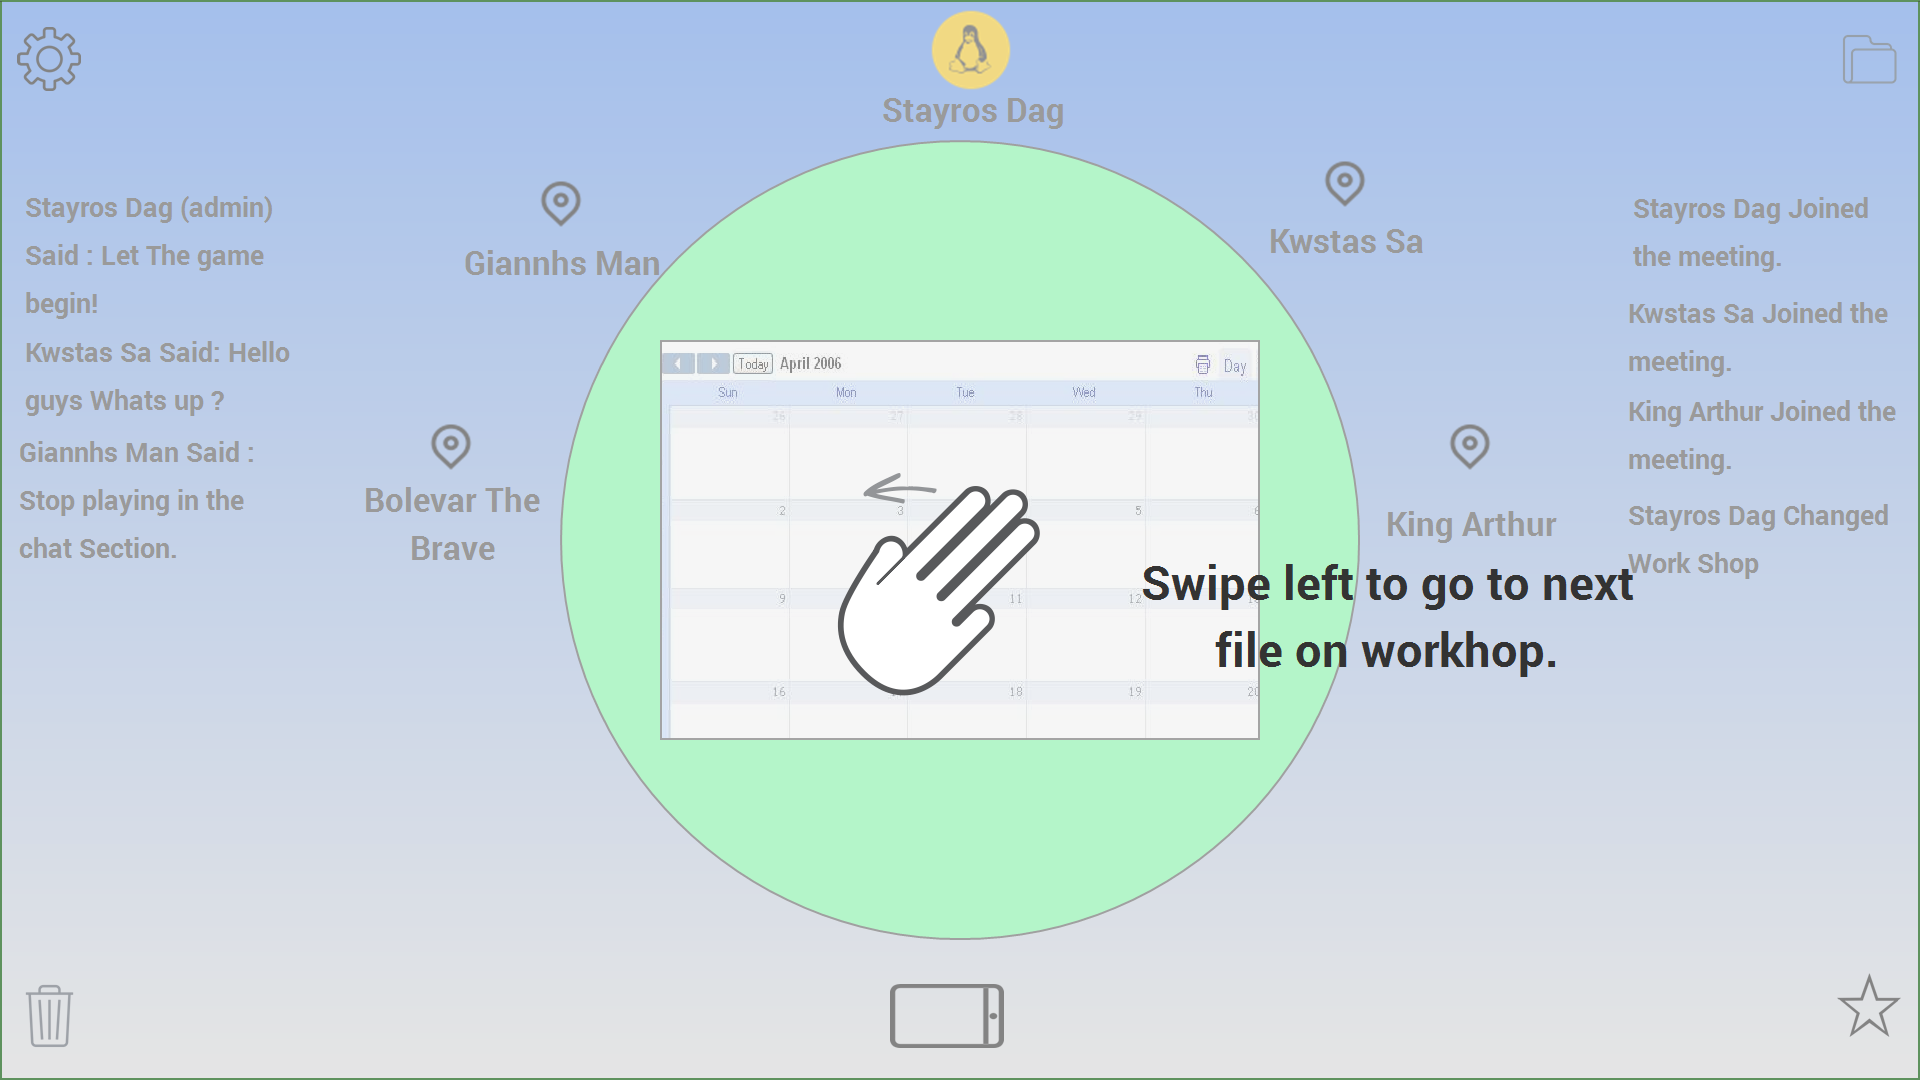 Stayros Dag
Stayros Dag (admin)
Said : Let The game
begin!
Kwstas Sa Said: Hello
guys Whats up ?
Giannhs Man Said :
Stop playing in the
chat Section.
Giannhs Man
Bolevar The
Brave
Kwstas Sa
King Arthur
Today April 2006 Day
Sun Mon Tue Wed Thu
26 27 28 29 30
2 3 5 6
9 11 12
16 18 19 20
Swipe left to go to next
file on workhop.
Stayros Dag Joined
the meeting.
Kwstas Sa Joined the
meeting.
King Arthur Joined the
meeting.
Stayros Dag Changed
Work Shop